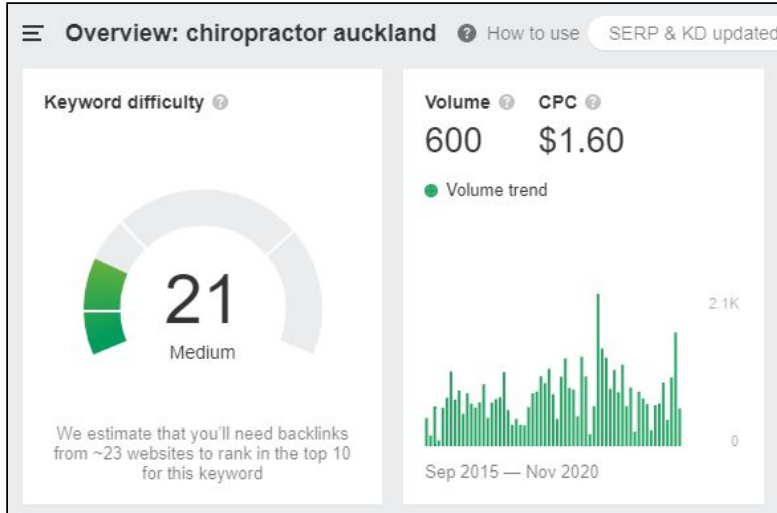 Overview: chiropractor auckland
How to use
SERP & KD updated
Keyword difficulty
21
Medium
We estimate that you'll need backlinks
from ~23 websites to rank in the top 10
for this keyword
Volume CPC
600 $1.60
Volume trend
2.1K
0
Sep 2015 — Nov 2020